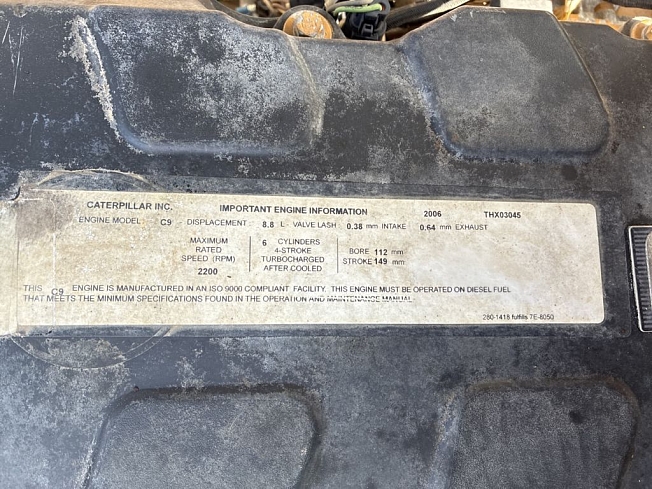 CATERPILLAR INC. IMPORTANT ENGINE INFORMATION 2006 THX03045
ENGINE MODEL C9 DISPLACEMENT 8.8 L VALVE LASH 0.38 mm INTAKE 0.64 mm EXHAUST
MAXIMUM
RATED
SPEED (RPM)
2200
6 CYLINDERS
4-STROKE
TURBOCHARGED
AFTER COOLED
BORE 112 mm
STROKE 149 mm
THIS C9 ENGINE IS MANUFACTURED IN AN ISO 9000 COMPLIANT FACILITY. THIS ENGINE MUST BE OPERATED ON DIESEL FUEL
THAT MEETS THE MINIMUM SPECIFICATIONS FOUND IN THE OPERATION AND MAINTENANCE MANUAL.
280-1418 fulfills 7E-6050